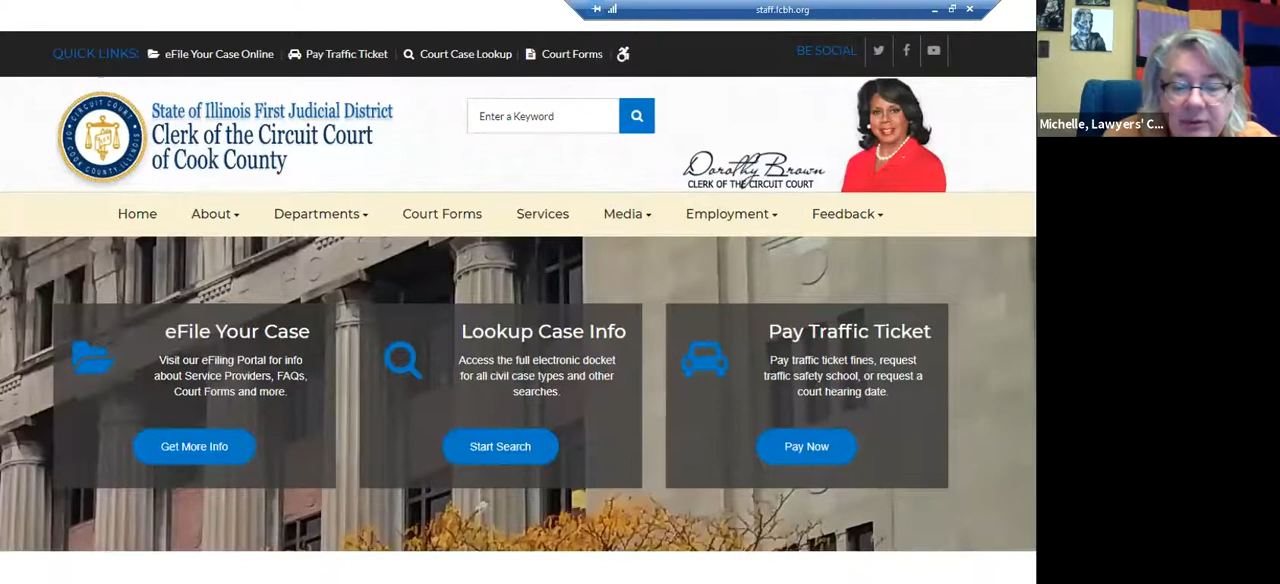 staff.lcbh.org
QUICK LINKS: eFile Your Case Online Pay Traffic Ticket Court Case Lookup Court Forms BE SOCIAL
State of Illinois First Judicial District
Clerk of the Circuit Court
of Cook County
Enter a Keyword
Dorothy Brown
CLERK OF THE CIRCUIT COURT
Michelle, Lawyers' C...
Home About Departments Court Forms Services Media Employment Feedback
eFile Your Case
Visit our eFiling Portal for info
about Service Providers, FAQs,
Court Forms and more.
Get More Info
Lookup Case Info
Access the full electronic docket
for all civil case types and other
searches.
Start Search
Pay Traffic Ticket
Pay traffic ticket fines, request
traffic safety school, or request a
court hearing date.
Pay Now